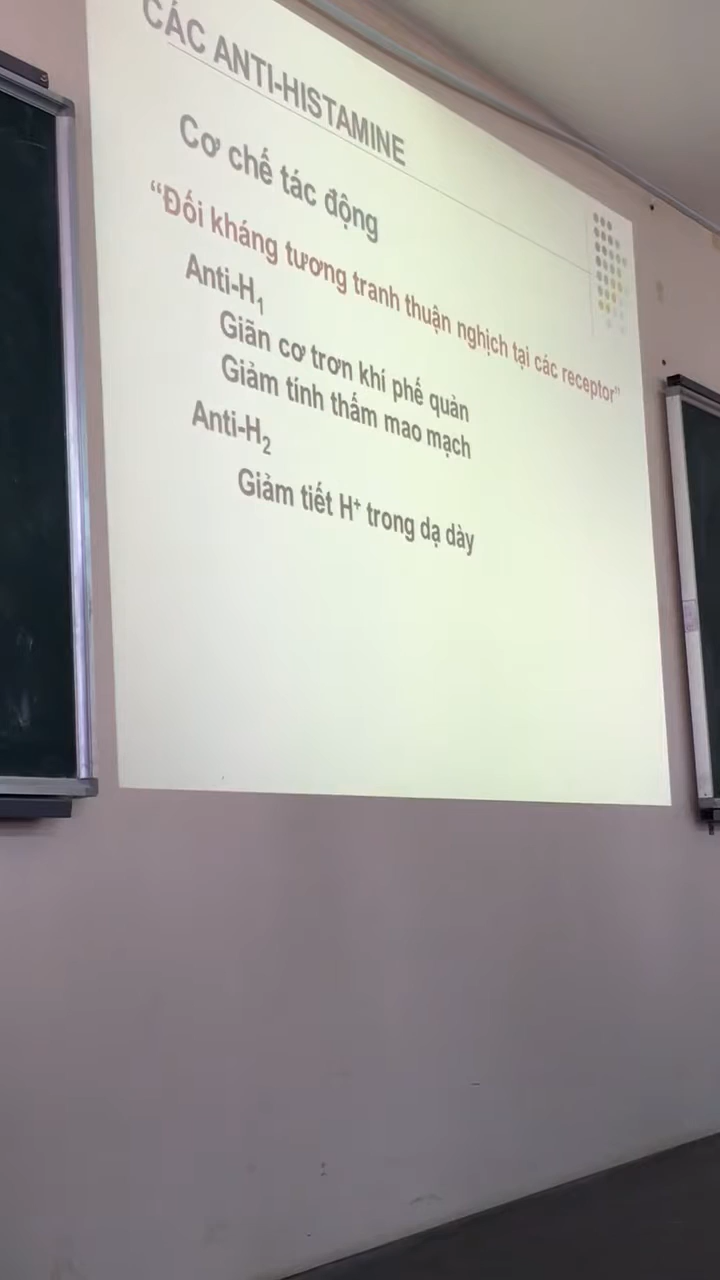 CÁC ANTI-HISTAMINE
Cơ chế tác động
“Đối kháng tương tranh thuận nghịch tại các receptor”
Anti-H₁
Giãn cơ trơn khí phế quản
Giảm tính thấm mao mạch
Anti-H₂
Giảm tiết H⁺ trong dạ dày